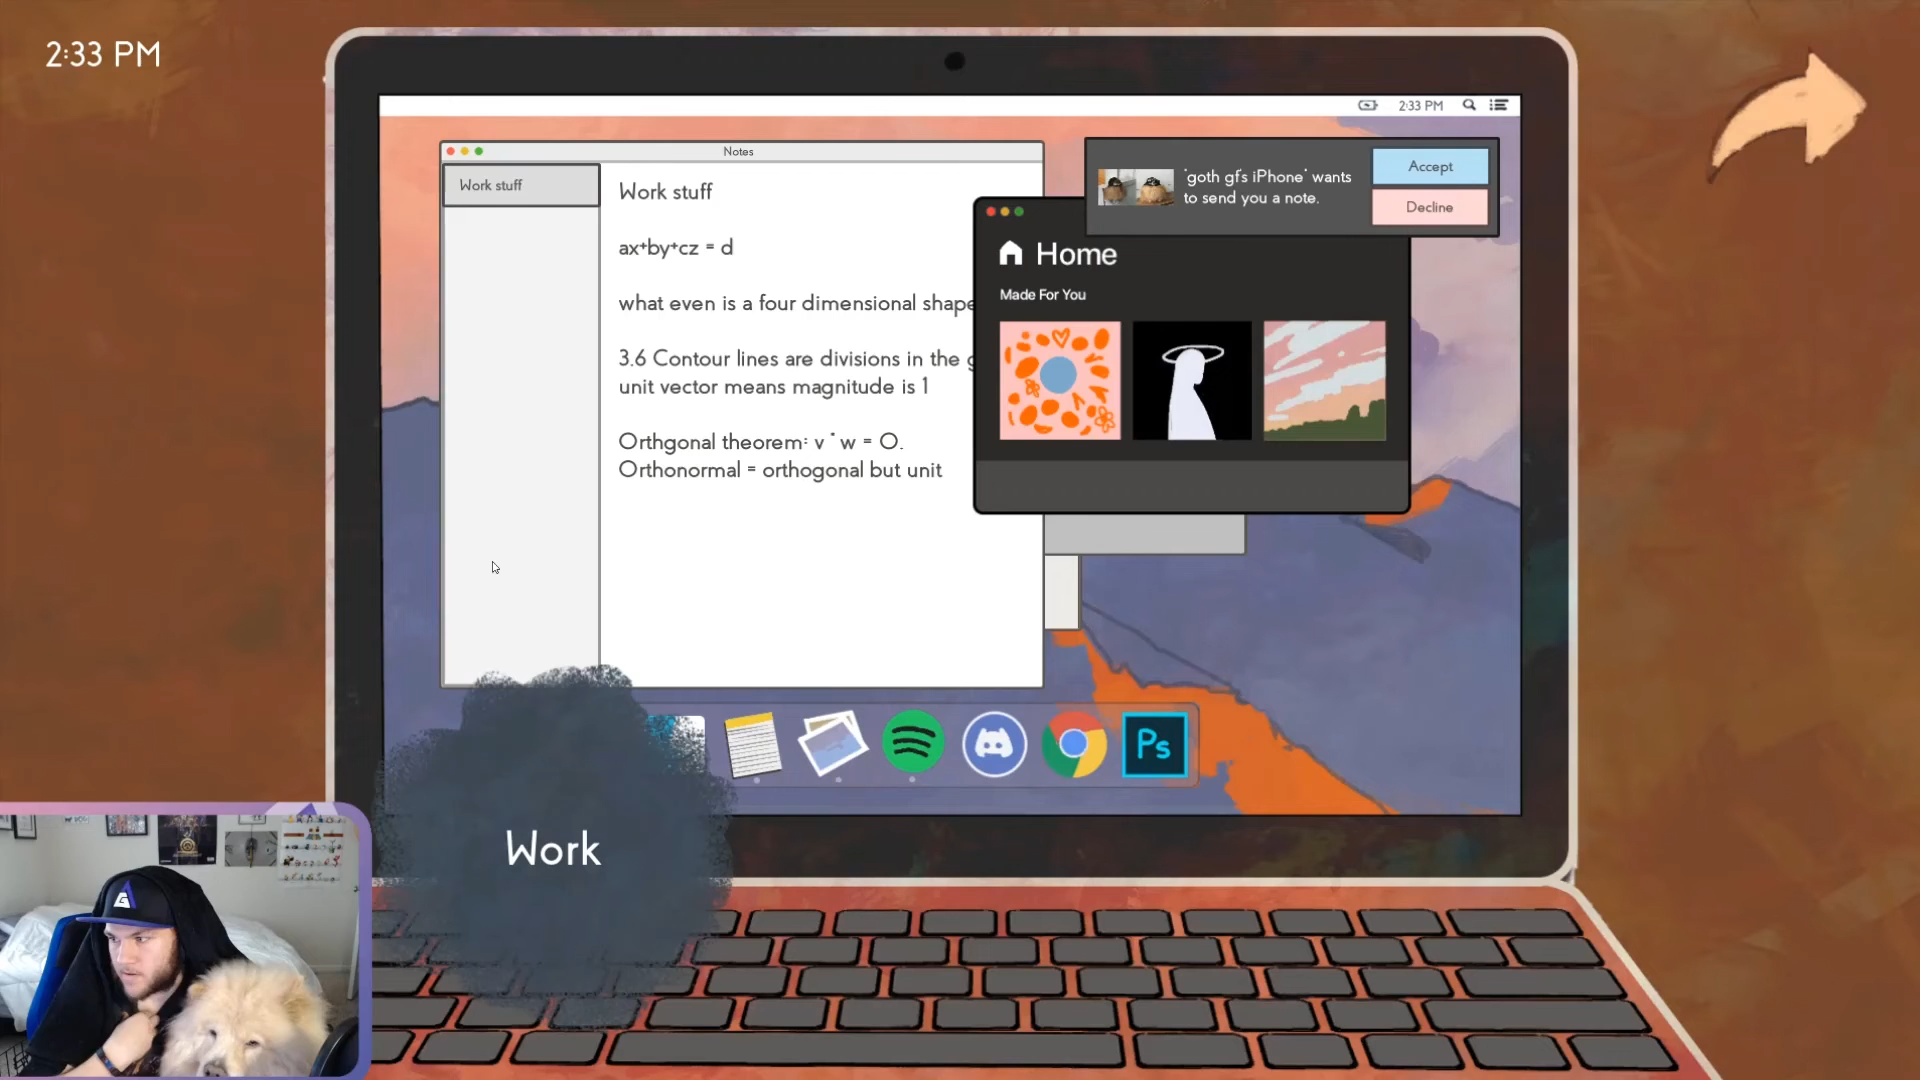 2:33 PM
2:33 PM
Notes
Work stuff
Work stuff
ax+by+cz = d
what even is a four dimensional shape
3.6 Contour lines are divisions in the g
unit vector means magnitude is 1
Orthgonal theorem: v * w = 0.
Orthonormal = orthogonal but unit
"goth gf's iPhone" wants
to send you a note.
Accept
Decline
Home
Made For You
Ps
Work